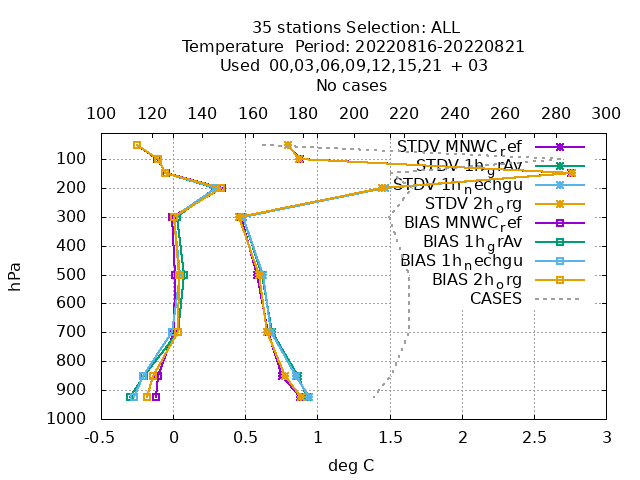 35 stations Selection: ALL
Temperature  Period: 20220816-20220821
Used  00,03,06,09,12,15,21  + 03
No cases
100 120 140 160 180 200 220 240 260 280 300
STDV MNWC_ref
STDV 1h_grAv
STDV 1h_nechgu
STDV 2h_org
BIAS MNWC_ref
BIAS 1h_grAv
BIAS 1h_nechgu
BIAS 2h_org
CASES
100
200
300
400
500
600
700
800
900
1000
hPa
-0.5 0 0.5 1 1.5 2 2.5 3
deg C